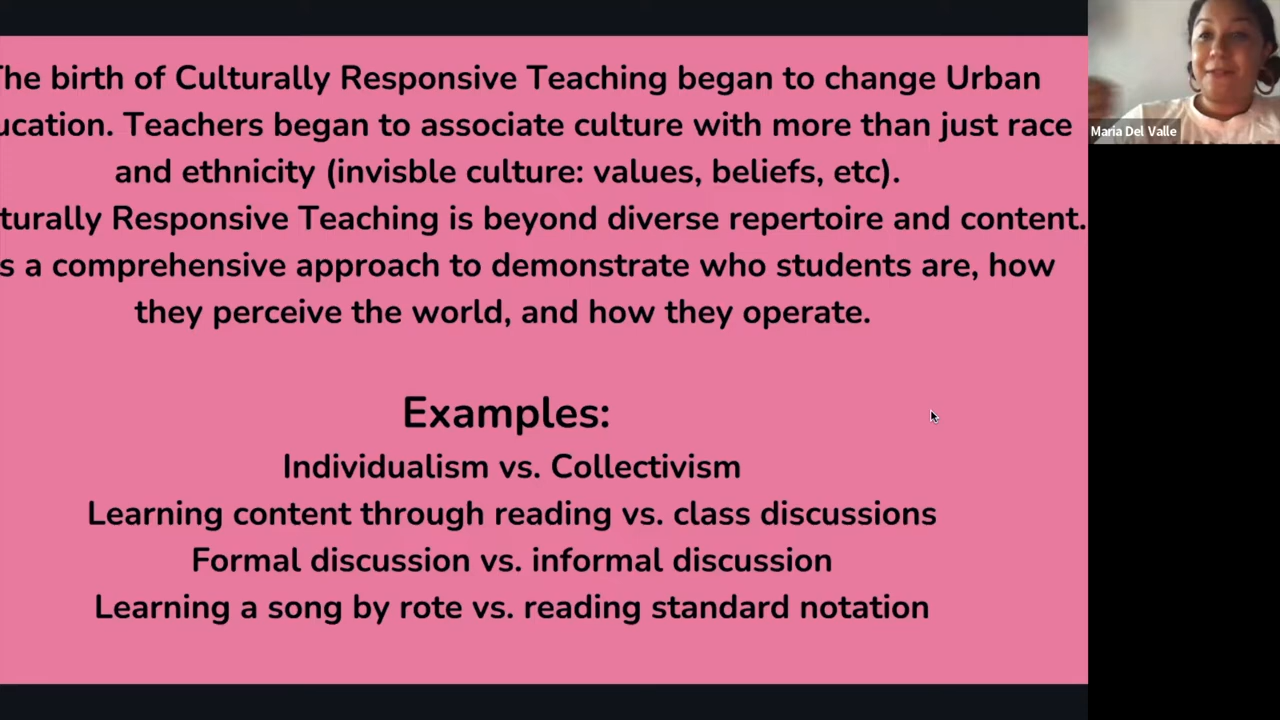 The birth of Culturally Responsive Teaching began to change Urban
ucation. Teachers began to associate culture with more than just race
and ethnicity (invisble culture: values, beliefs, etc).
turally Responsive Teaching is beyond diverse repertoire and content.
s a comprehensive approach to demonstrate who students are, how
they perceive the world, and how they operate.
Examples:
Individualism vs. Collectivism
Learning content through reading vs. class discussions
Formal discussion vs. informal discussion
Learning a song by rote vs. reading standard notation
Maria Del Valle